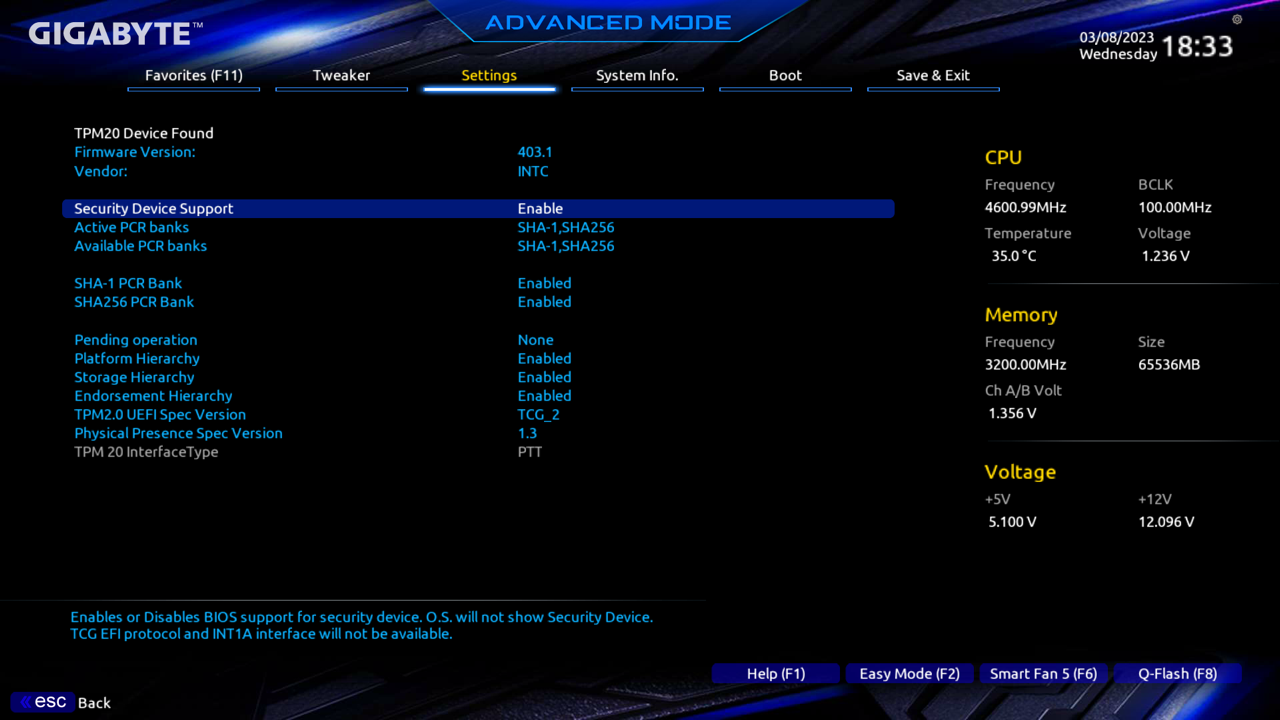 GIGABYTE™
ADVANCED MODE
03/08/2023
Wednesday 18:33
Favorites (F11) Tweaker Settings System Info. Boot Save & Exit
TPM20 Device Found
Firmware Version: 403.1
Vendor: INTC
Security Device Support Enable
Active PCR banks SHA-1,SHA256
Available PCR banks SHA-1,SHA256
SHA-1 PCR Bank Enabled
SHA256 PCR Bank Enabled
Pending operation None
Platform Hierarchy Enabled
Storage Hierarchy Enabled
Endorsement Hierarchy Enabled
TPM2.0 UEFI Spec Version TCG_2
Physical Presence Spec Version 1.3
TPM 20 InterfaceType PTT
CPU
Frequency BCLK
4600.99MHz 100.00MHz
Temperature Voltage
35.0 °C 1.236 V
Memory
Frequency Size
3200.00MHz 65536MB
Ch A/B Volt
1.356 V
Voltage
+5V +12V
5.100 V 12.096 V
Enables or Disables BIOS support for security device. O.S. will not show Security Device.
TCG EFI protocol and INT1A interface will not be available.
Help (F1) Easy Mode (F2) Smart Fan 5 (F6) Q-Flash (F8)
« esc Back